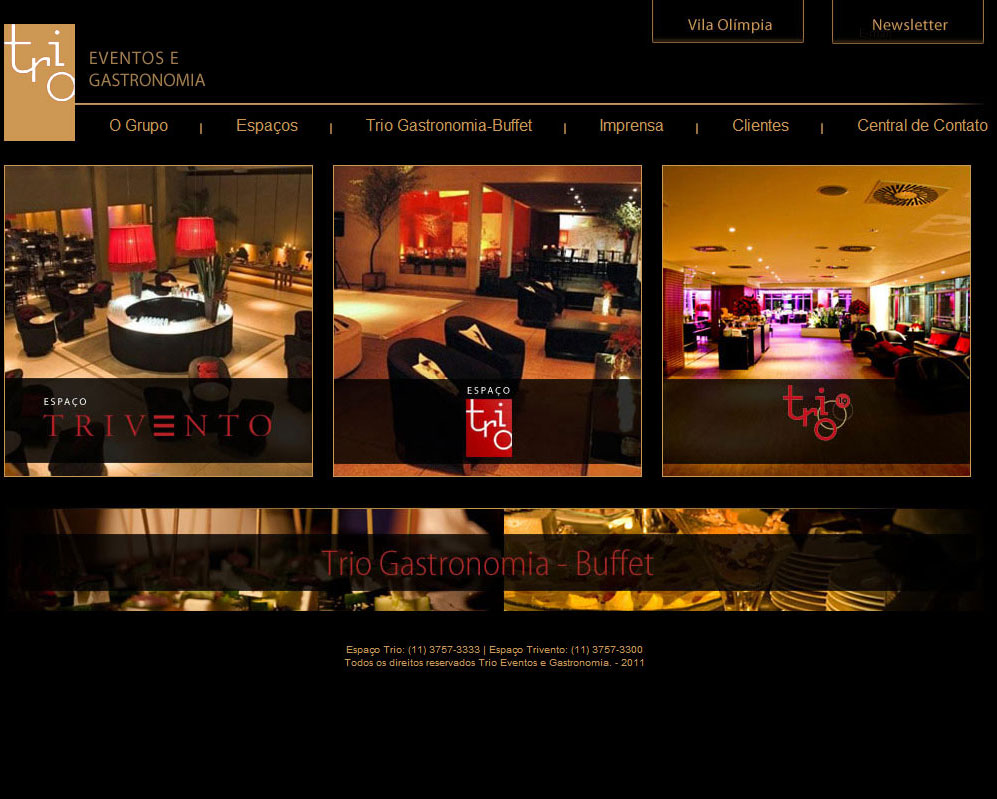 Vila Olímpia
Newsletter
trio
EVENTOS E
GASTRONOMIA
O Grupo | Espaços | Trio Gastronomia-Buffet | Imprensa | Clientes | Central de Contato
ESPAÇO
TRIVENTO
ESPAÇO
trio
trio
Trio Gastronomia - Buffet
Espaço Trio: (11) 3757-3333 | Espaço Trivento: (11) 3757-3300
Todos os direitos reservados Trio Eventos e Gastronomia. - 2011